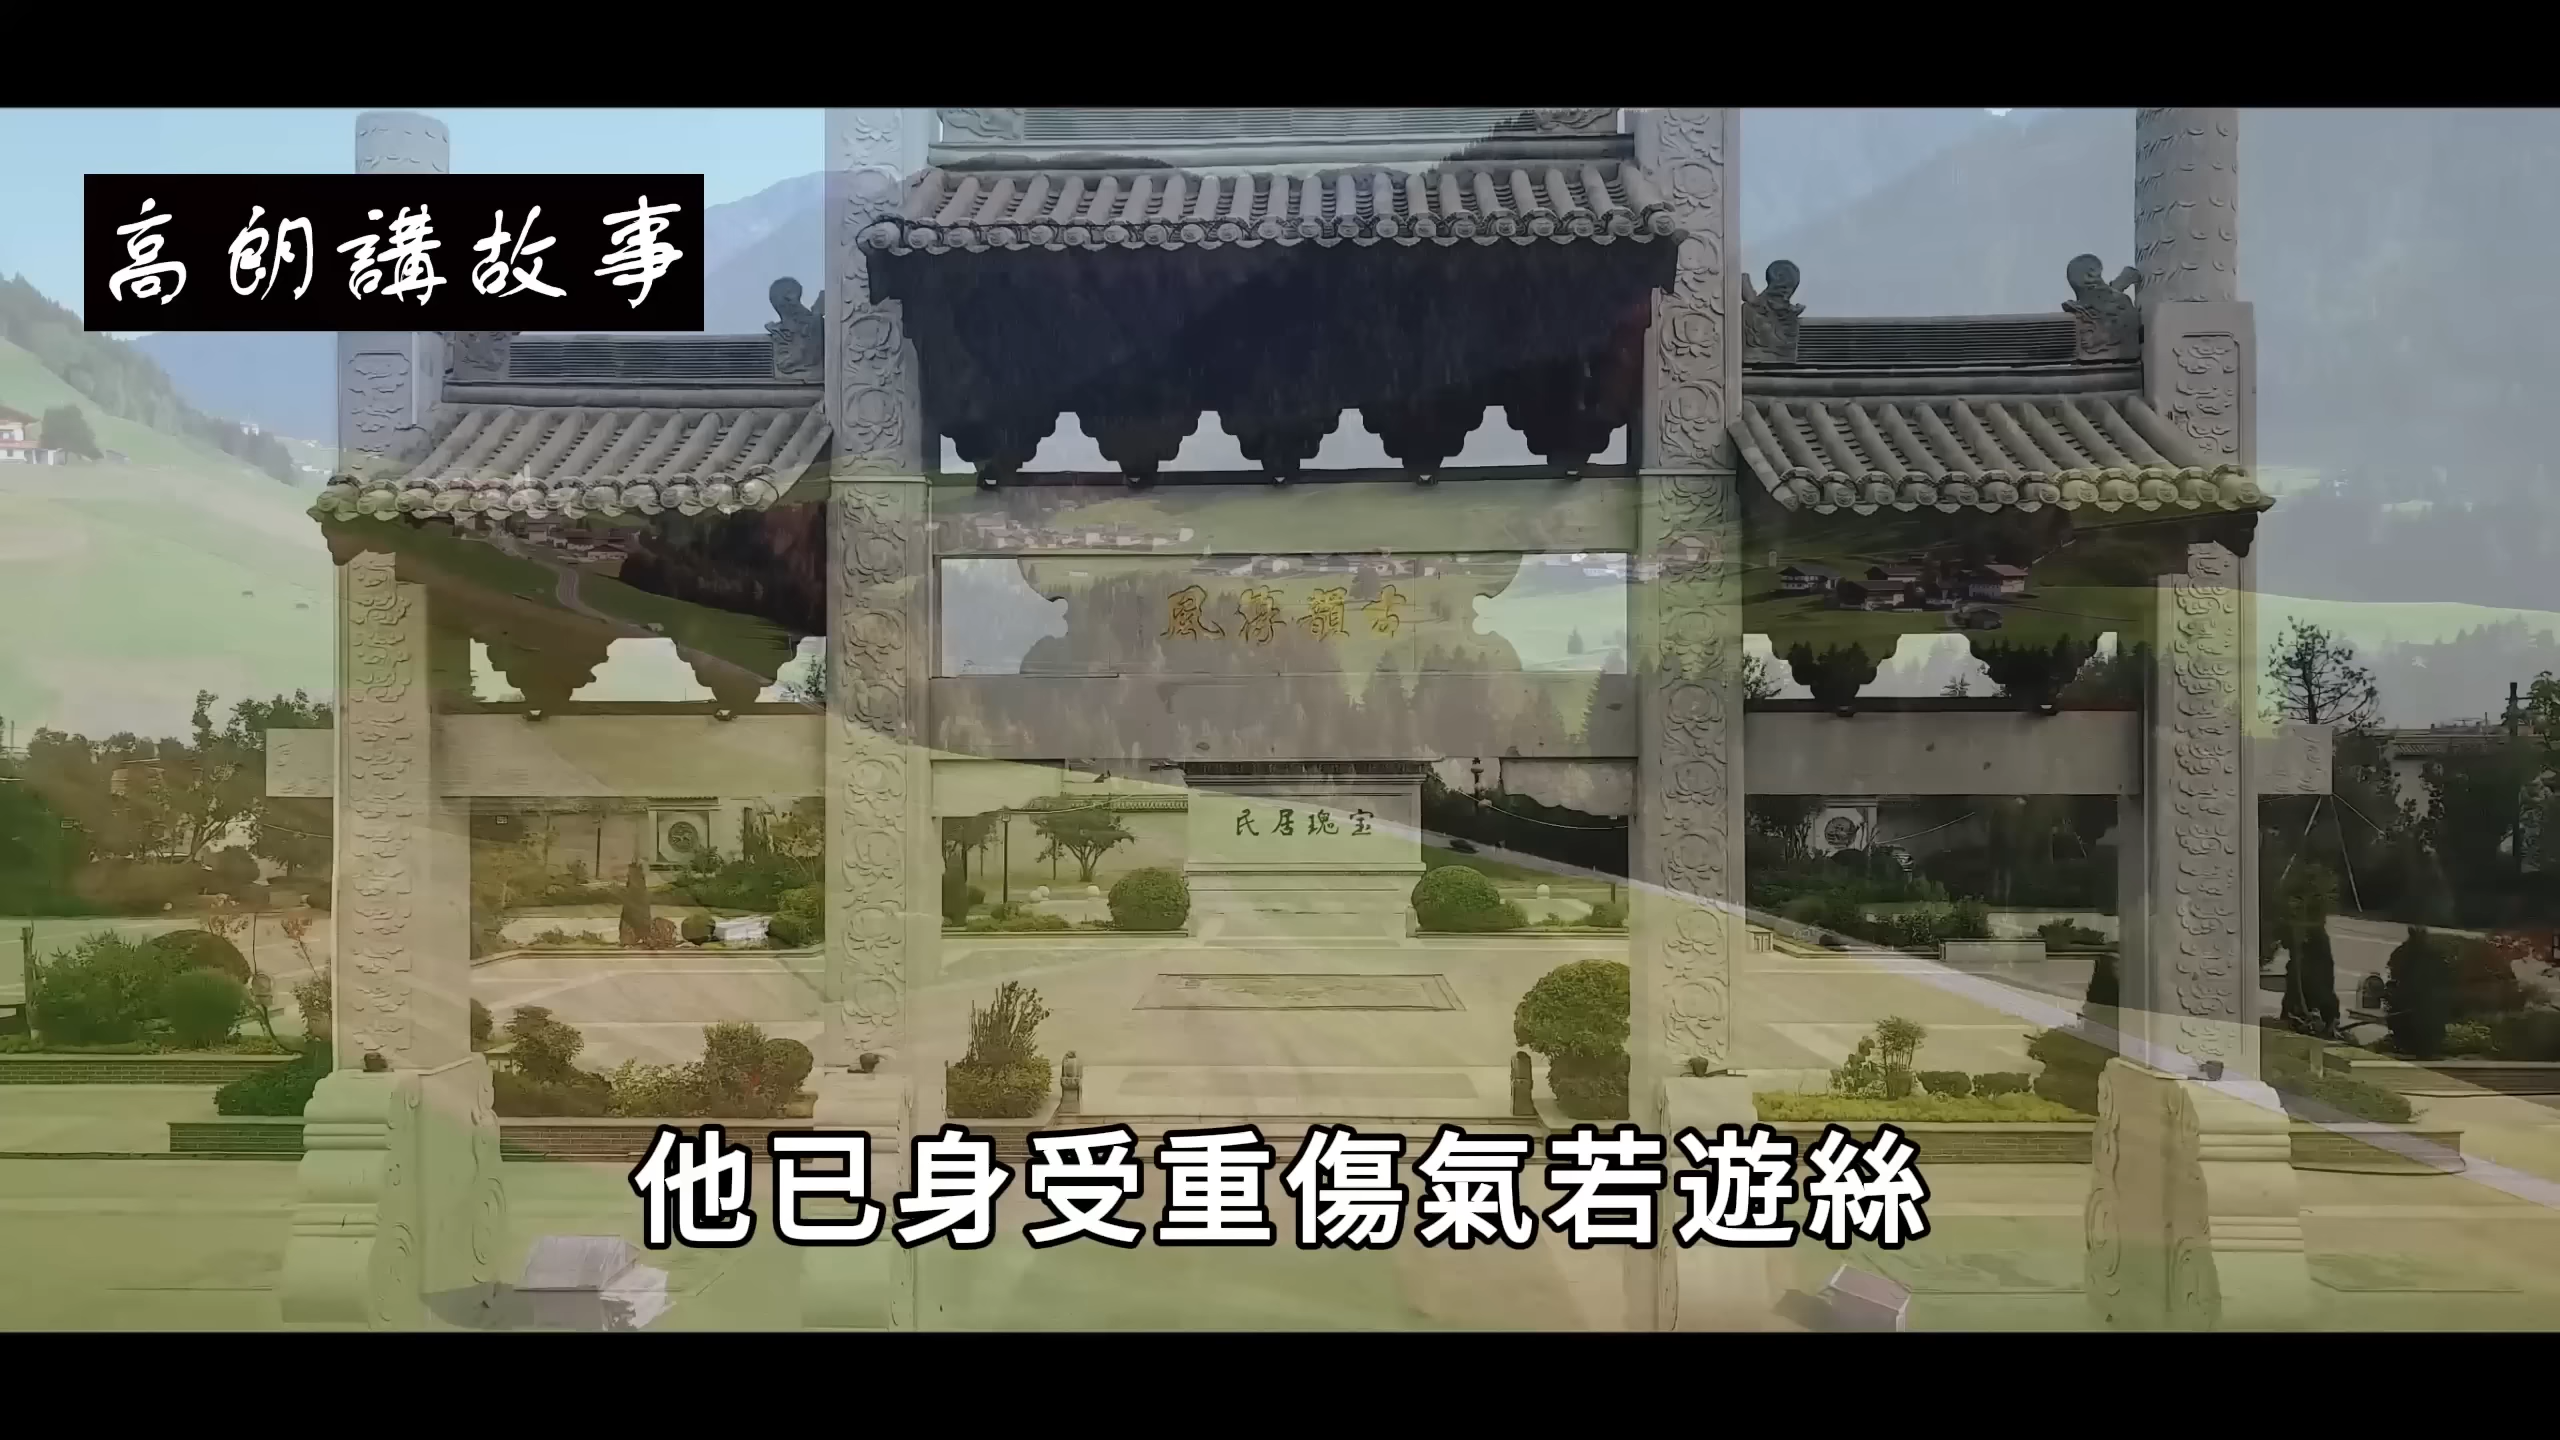 高朗講故事
風傳韻古
民居瑰宝
他已身受重傷氣若遊絲